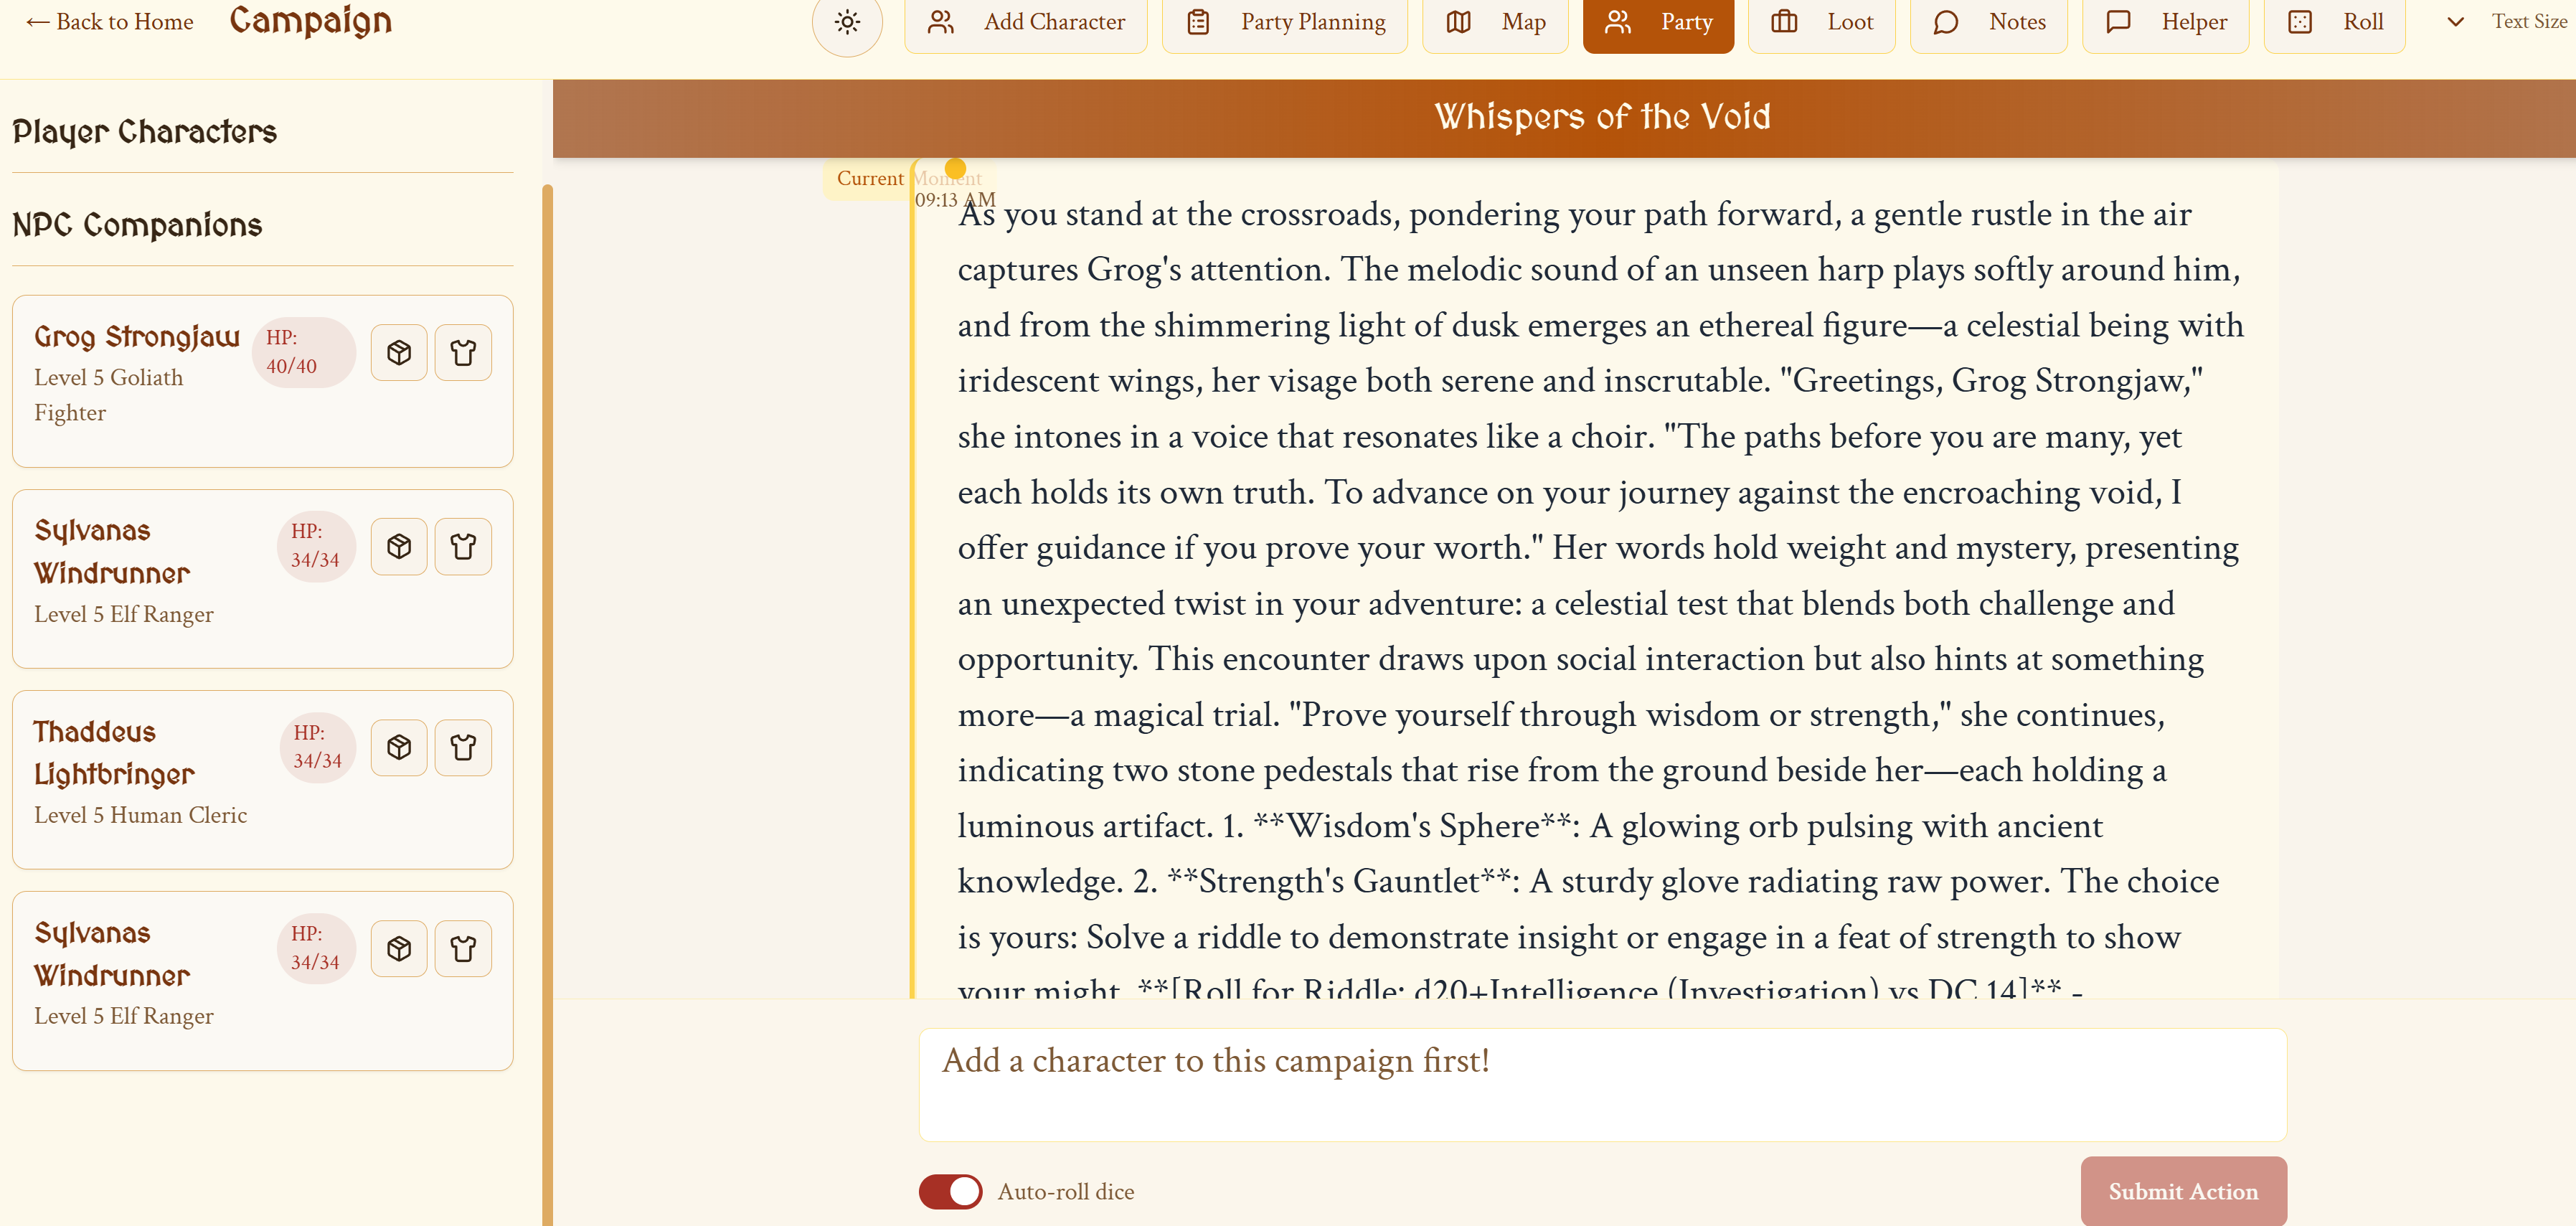 ← Back to Home
Campaign
Add Character
Party Planning
Map
Party
Loot
Notes
Helper
Roll
Text Size
Player Characters
NPC Companions
Grog Strongjaw
HP:
40/40
Level 5 Goliath
Fighter
Sylvanas
Windrunner
HP:
34/34
Level 5 Elf Ranger
Thaddeus
Lightbringer
HP:
34/34
Level 5 Human Cleric
Sylvanas
Windrunner
HP:
34/34
Level 5 Elf Ranger
Whispers of the Void
Current Moment
09:13 AM
As you stand at the crossroads, pondering your path forward, a gentle rustle in the air
captures Grog's attention. The melodic sound of an unseen harp plays softly around him,
and from the shimmering light of dusk emerges an ethereal figure—a celestial being with
iridescent wings, her visage both serene and inscrutable. "Greetings, Grog Strongjaw,"
she intones in a voice that resonates like a choir. "The paths before you are many, yet
each holds its own truth. To advance on your journey against the encroaching void, I
offer guidance if you prove your worth." Her words hold weight and mystery, presenting
an unexpected twist in your adventure: a celestial test that blends both challenge and
opportunity. This encounter draws upon social interaction but also hints at something
more—a magical trial. "Prove yourself through wisdom or strength," she continues,
indicating two stone pedestals that rise from the ground beside her—each holding a
luminous artifact. 1. **Wisdom's Sphere**: A glowing orb pulsing with ancient
knowledge. 2. **Strength's Gauntlet**: A sturdy glove radiating raw power. The choice
is yours: Solve a riddle to demonstrate insight or engage in a feat of strength to show
your might. **[Roll for Riddle: d20+Intelligence (Investigation) vs DC 14]** -
Add a character to this campaign first!
Auto-roll dice
Submit Action